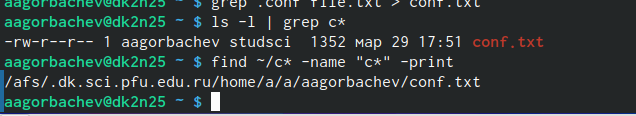 aagorbachev@dk2n25 ~ $ grep .conf file.txt > conf.txt
aagorbachev@dk2n25 ~ $ ls -l | grep c*
-rw-r--r-- 1 aagorbachev studsci 1352 мар 29 17:51 conf.txt
aagorbachev@dk2n25 ~ $ find ~/c* -name "c*" -print
/afs/.dk.sci.pfu.edu.ru/home/a/a/aagorbachev/conf.txt
aagorbachev@dk2n25 ~ $